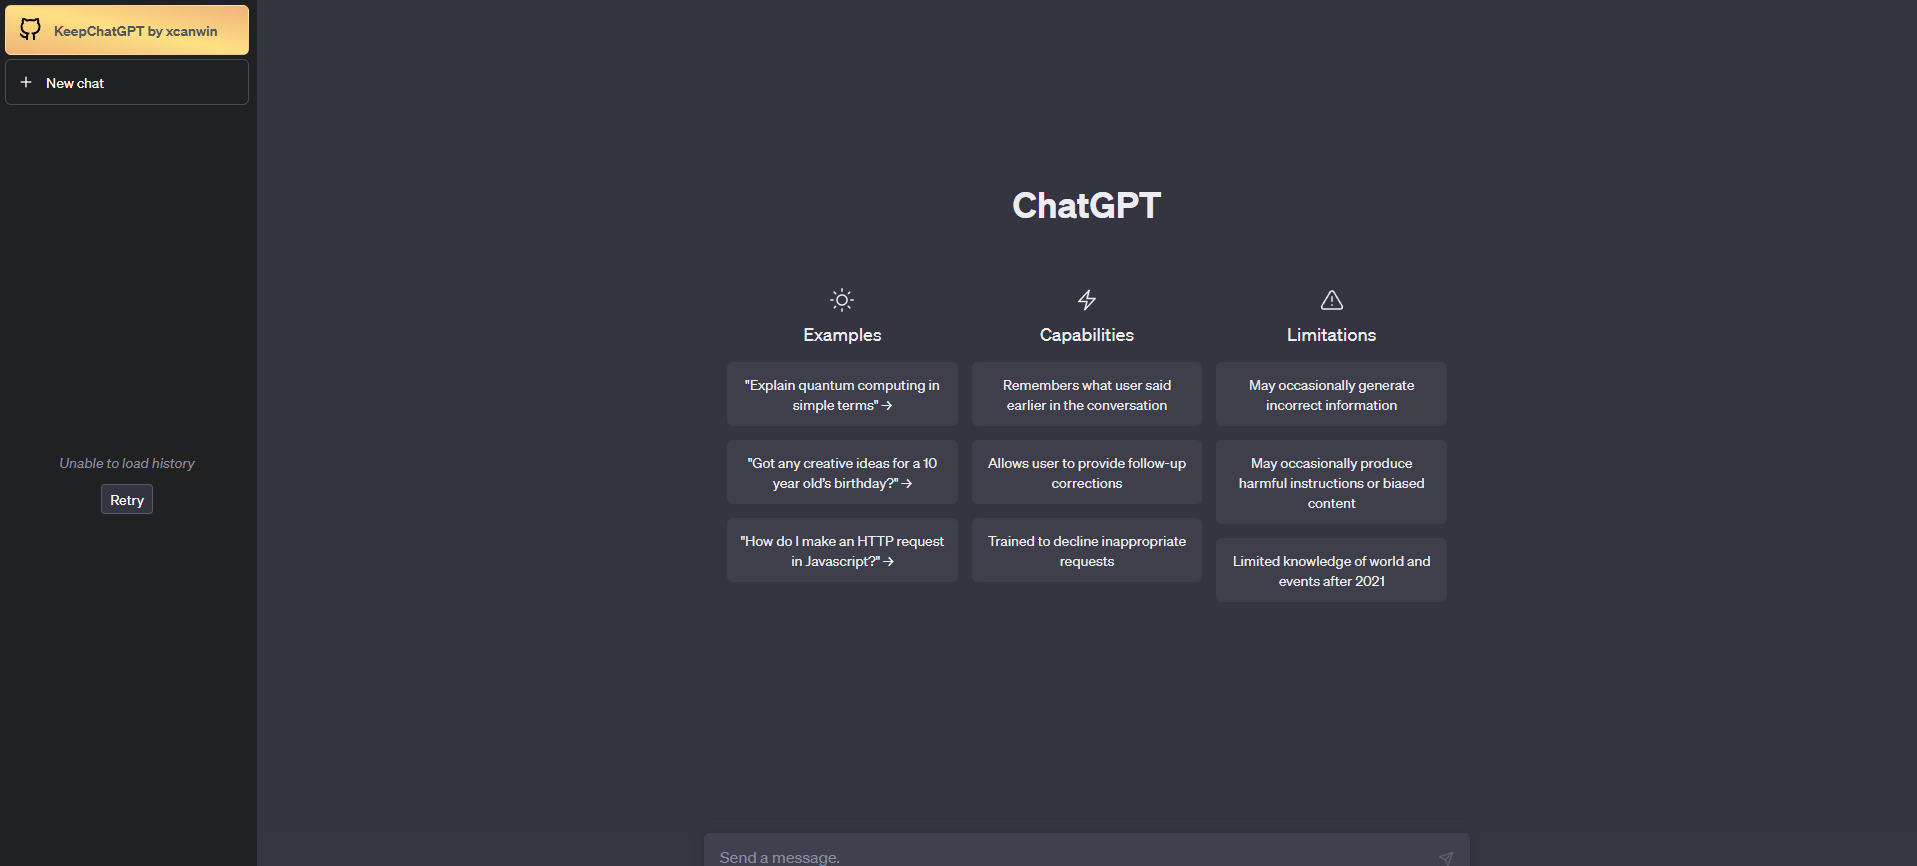 KeepChatGPT by xcanwin
New chat
Unable to load history
Retry
ChatGPT
Examples
"Explain quantum computing in
simple terms" →
"Got any creative ideas for a 10
year old’s birthday?" →
"How do I make an HTTP request
in Javascript?" →
Capabilities
Remembers what user said
earlier in the conversation
Allows user to provide follow-up
corrections
Trained to decline inappropriate
requests
Limitations
May occasionally generate
incorrect information
May occasionally produce
harmful instructions or biased
content
Limited knowledge of world and
events after 2021
Send a message.